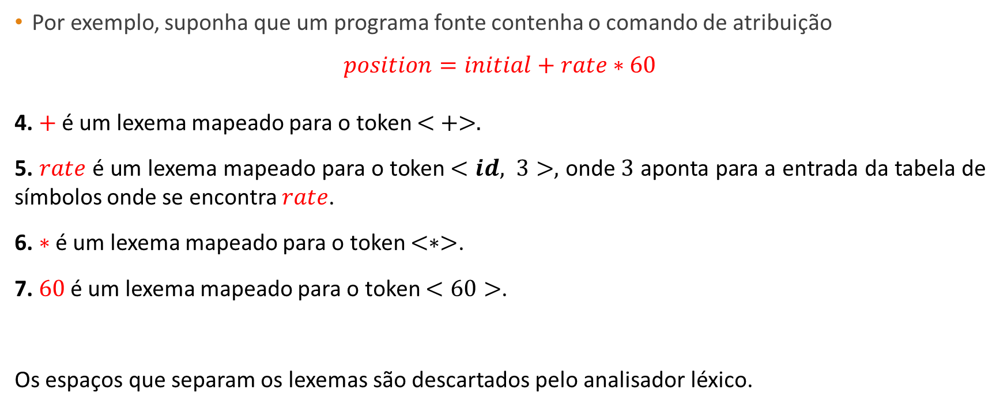 • Por exemplo, suponha que um programa fonte contenha o comando de atribuição
position = initial + rate ∗ 60
4. + é um lexema mapeado para o token < +>.
5. rate é um lexema mapeado para o token < id, 3 >, onde 3 aponta para a entrada da tabela de
símbolos onde se encontra rate.
6. ∗ é um lexema mapeado para o token <∗>.
7. 60 é um lexema mapeado para o token < 60 >.
Os espaços que separam os lexemas são descartados pelo analisador léxico.